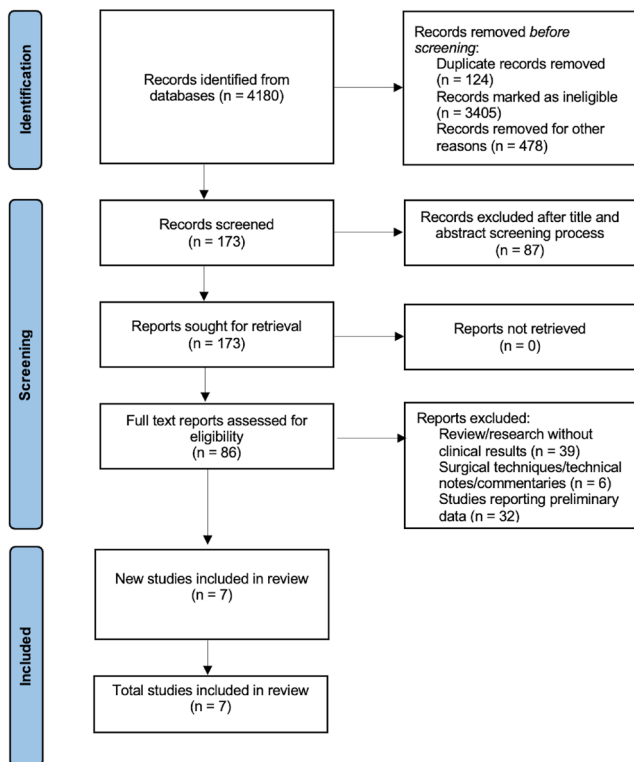 Identification
Records identified from
databases (n = 4180)
Records removed before
screening:
Duplicate records removed
(n = 124)
Records marked as ineligible
(n = 3405)
Records removed for other
reasons (n = 478)
Screening
Records screened
(n = 173)
Records excluded after title and
abstract screening process
(n = 87)
Reports sought for retrieval
(n = 173)
Reports not retrieved
(n = 0)
Full text reports assessed for
eligibility
(n = 86)
Reports excluded:
Review/research without
clinical results (n = 39)
Surgical techniques/technical
notes/commentaries (n = 6)
Studies reporting preliminary
data (n = 32)
Included
New studies included in review
(n = 7)
Total studies included in review
(n = 7)